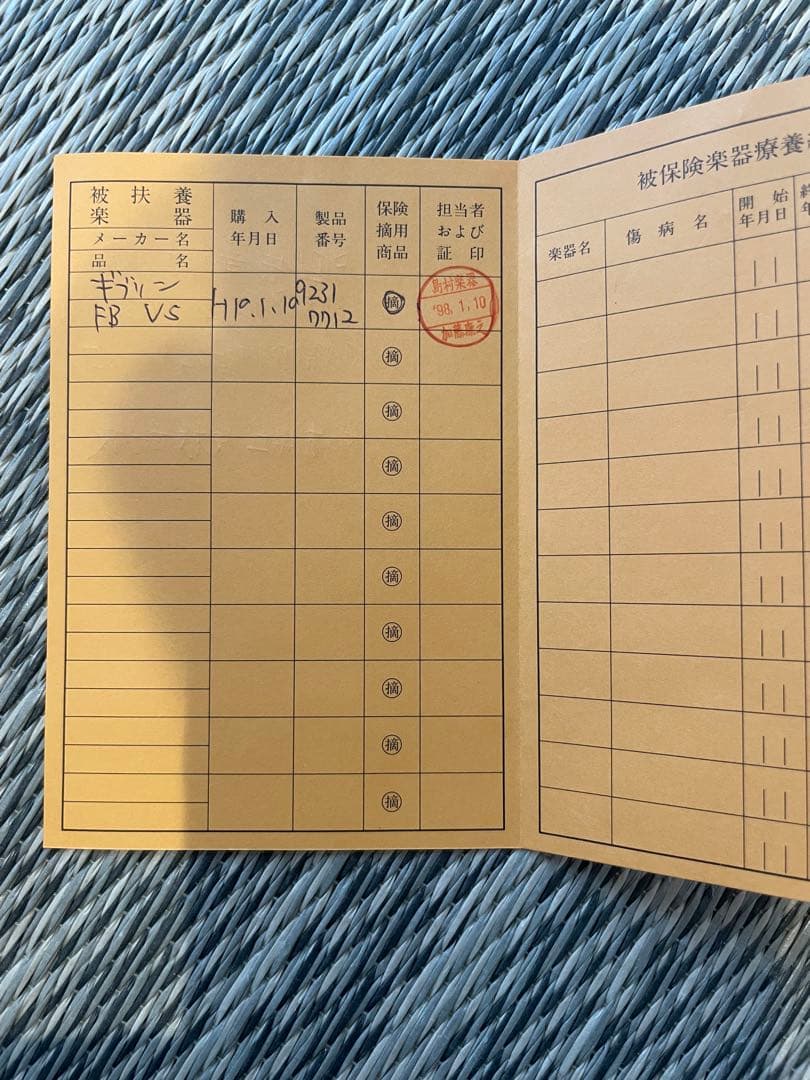 被扶養
楽器
メーカー名
品名
購入
年月日
製品
番号
保険
摘用
商品
担当者
および
証印
ギブソン
FB VS
H10.1.10
9231
7712
摘
島村楽器
'98.1.10
摘
摘
摘
摘
摘
摘
摘
摘
摘
被保険楽器療養
楽器名
傷病名
開始
年月日